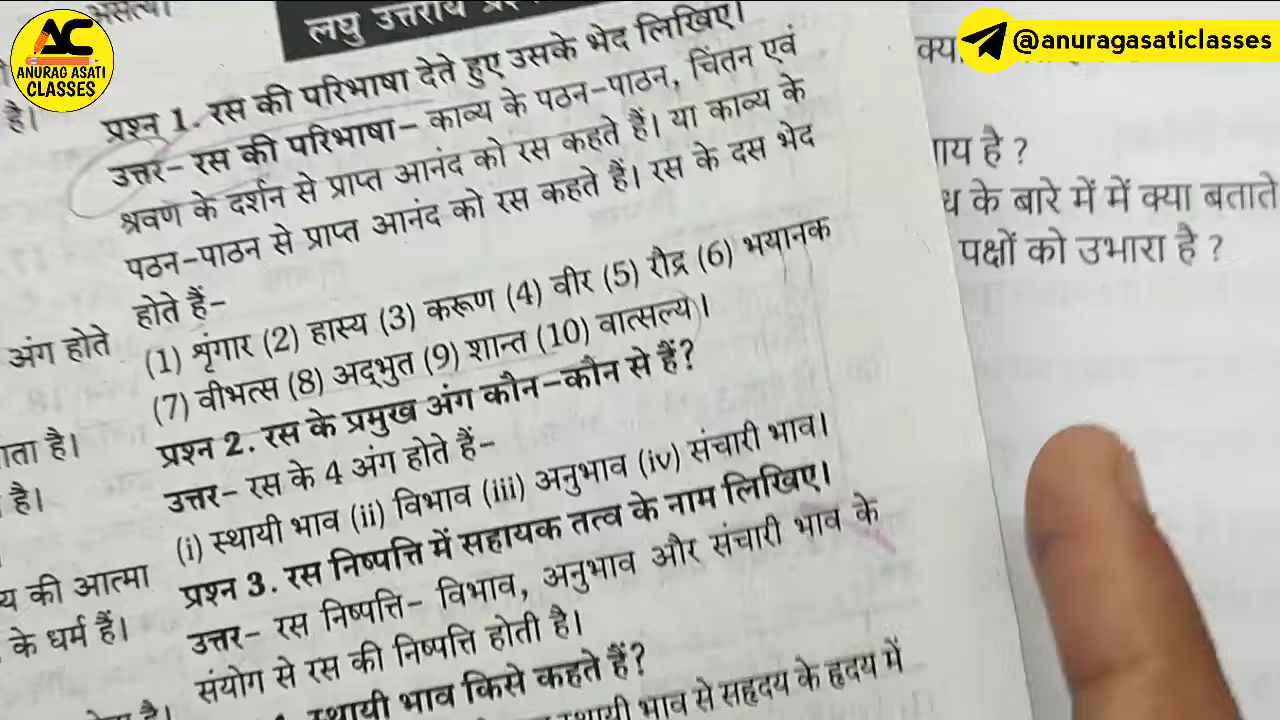 असत्य।
लघु उत्तरीय
AC
ANURAG ASATI
CLASSES
@anuragasaticlasses
है।
प्रश्न 1. रस की परिभाषा देते हुए उसके भेद लिखिए।
उत्तर- रस की परिभाषा- काव्य के पठन-पाठन, चिंतन एवं
श्रवण के दर्शन से प्राप्त आनंद को रस कहते हैं। या काव्य के
पठन-पाठन से प्राप्त आनंद को रस कहते हैं। रस के दस भेद
होते हैं-
(1) शृंगार (2) हास्य (3) करूण (4) वीर (5) रौद्र (6) भयानक
(7) वीभत्स (8) अद्भुत (9) शान्त (10) वात्सल्य।
प्रश्न 2. रस के प्रमुख अंग कौन-कौन से हैं?
उत्तर- रस के 4 अंग होते हैं-
(i) स्थायी भाव (ii) विभाव (iii) अनुभाव (iv) संचारी भाव।
प्रश्न 3. रस निष्पत्ति में सहायक तत्व के नाम लिखिए।
उत्तर- रस निष्पत्ति- विभाव, अनुभाव और संचारी भाव के
संयोग से रस की निष्पत्ति होती है।
स्थायी भाव किसे कहते हैं?
स्थायी भाव से सहृदय के हृदय में
अंग होते
है।
है।
की आत्मा
के धर्म हैं।
है।
क्या
है ?
के बारे में में क्या बताते
पक्षों को उभारा है ?